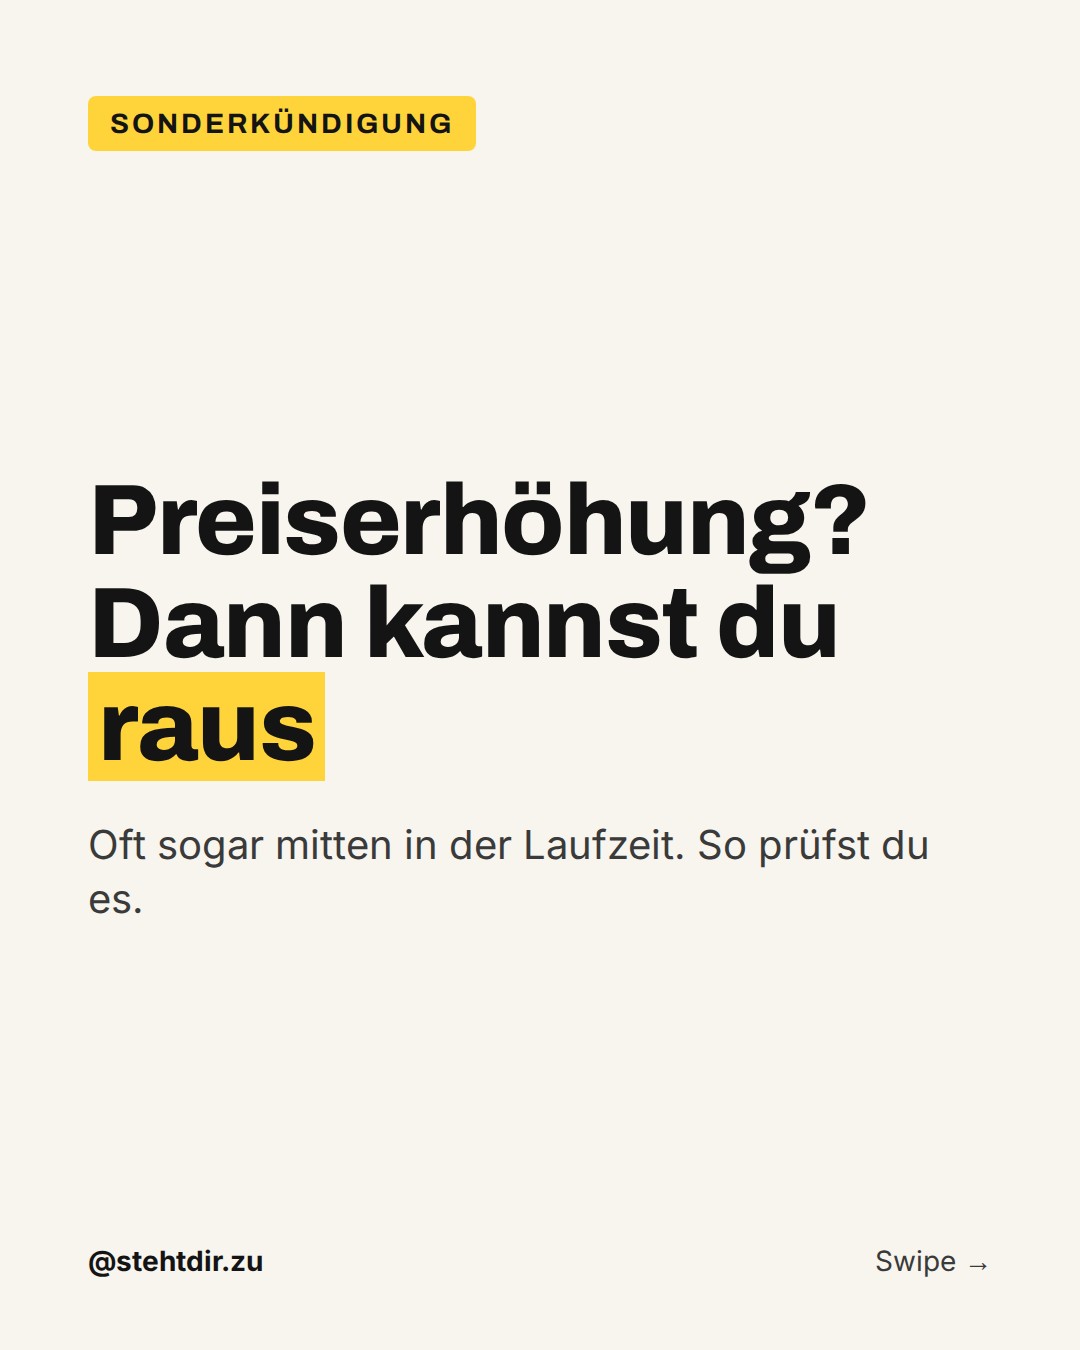 SONDERKÜNDIGUNG
Preiserhöhung?
Dann kannst du
raus
Oft sogar mitten in der Laufzeit. So prüfst du
es.
@stehtdir.zu
Swipe →